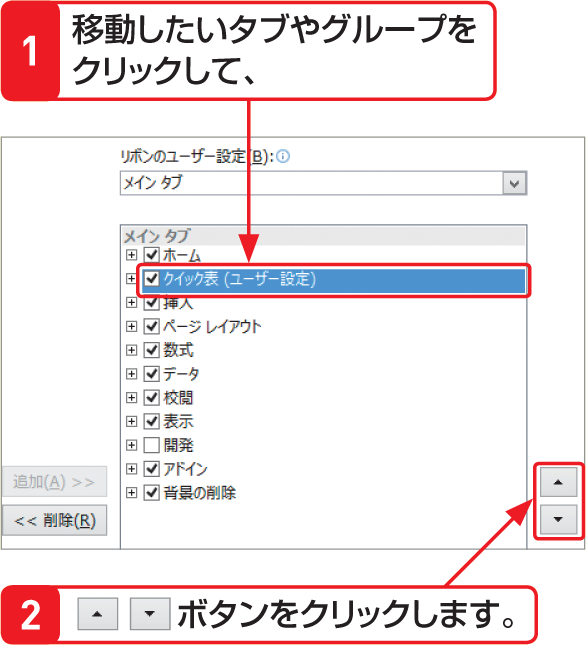 1
移動したいタブやグループを
クリックして、
リボンのユーザー設定(B):
メイン タブ
メイン タブ
ホーム
クイック表 (ユーザー設定)
挿入
ページ レイアウト
数式
データ
校閲
表示
開発
アドイン
背景の削除
追加(A) >>
<< 削除(R)
2
ボタンをクリックします。